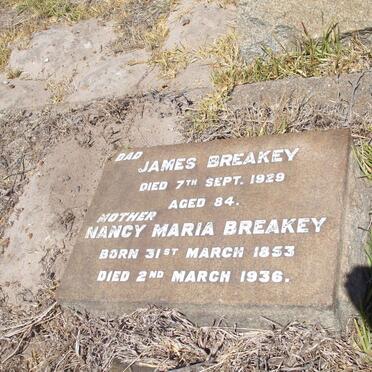 DAD
JAMES BREAKEY
DIED 7TH SEPT. 1929
AGED 84.
MOTHER
NANCY MARIA BREAKEY
BORN 31ST MARCH 1853
DIED 2ND MARCH 1936.